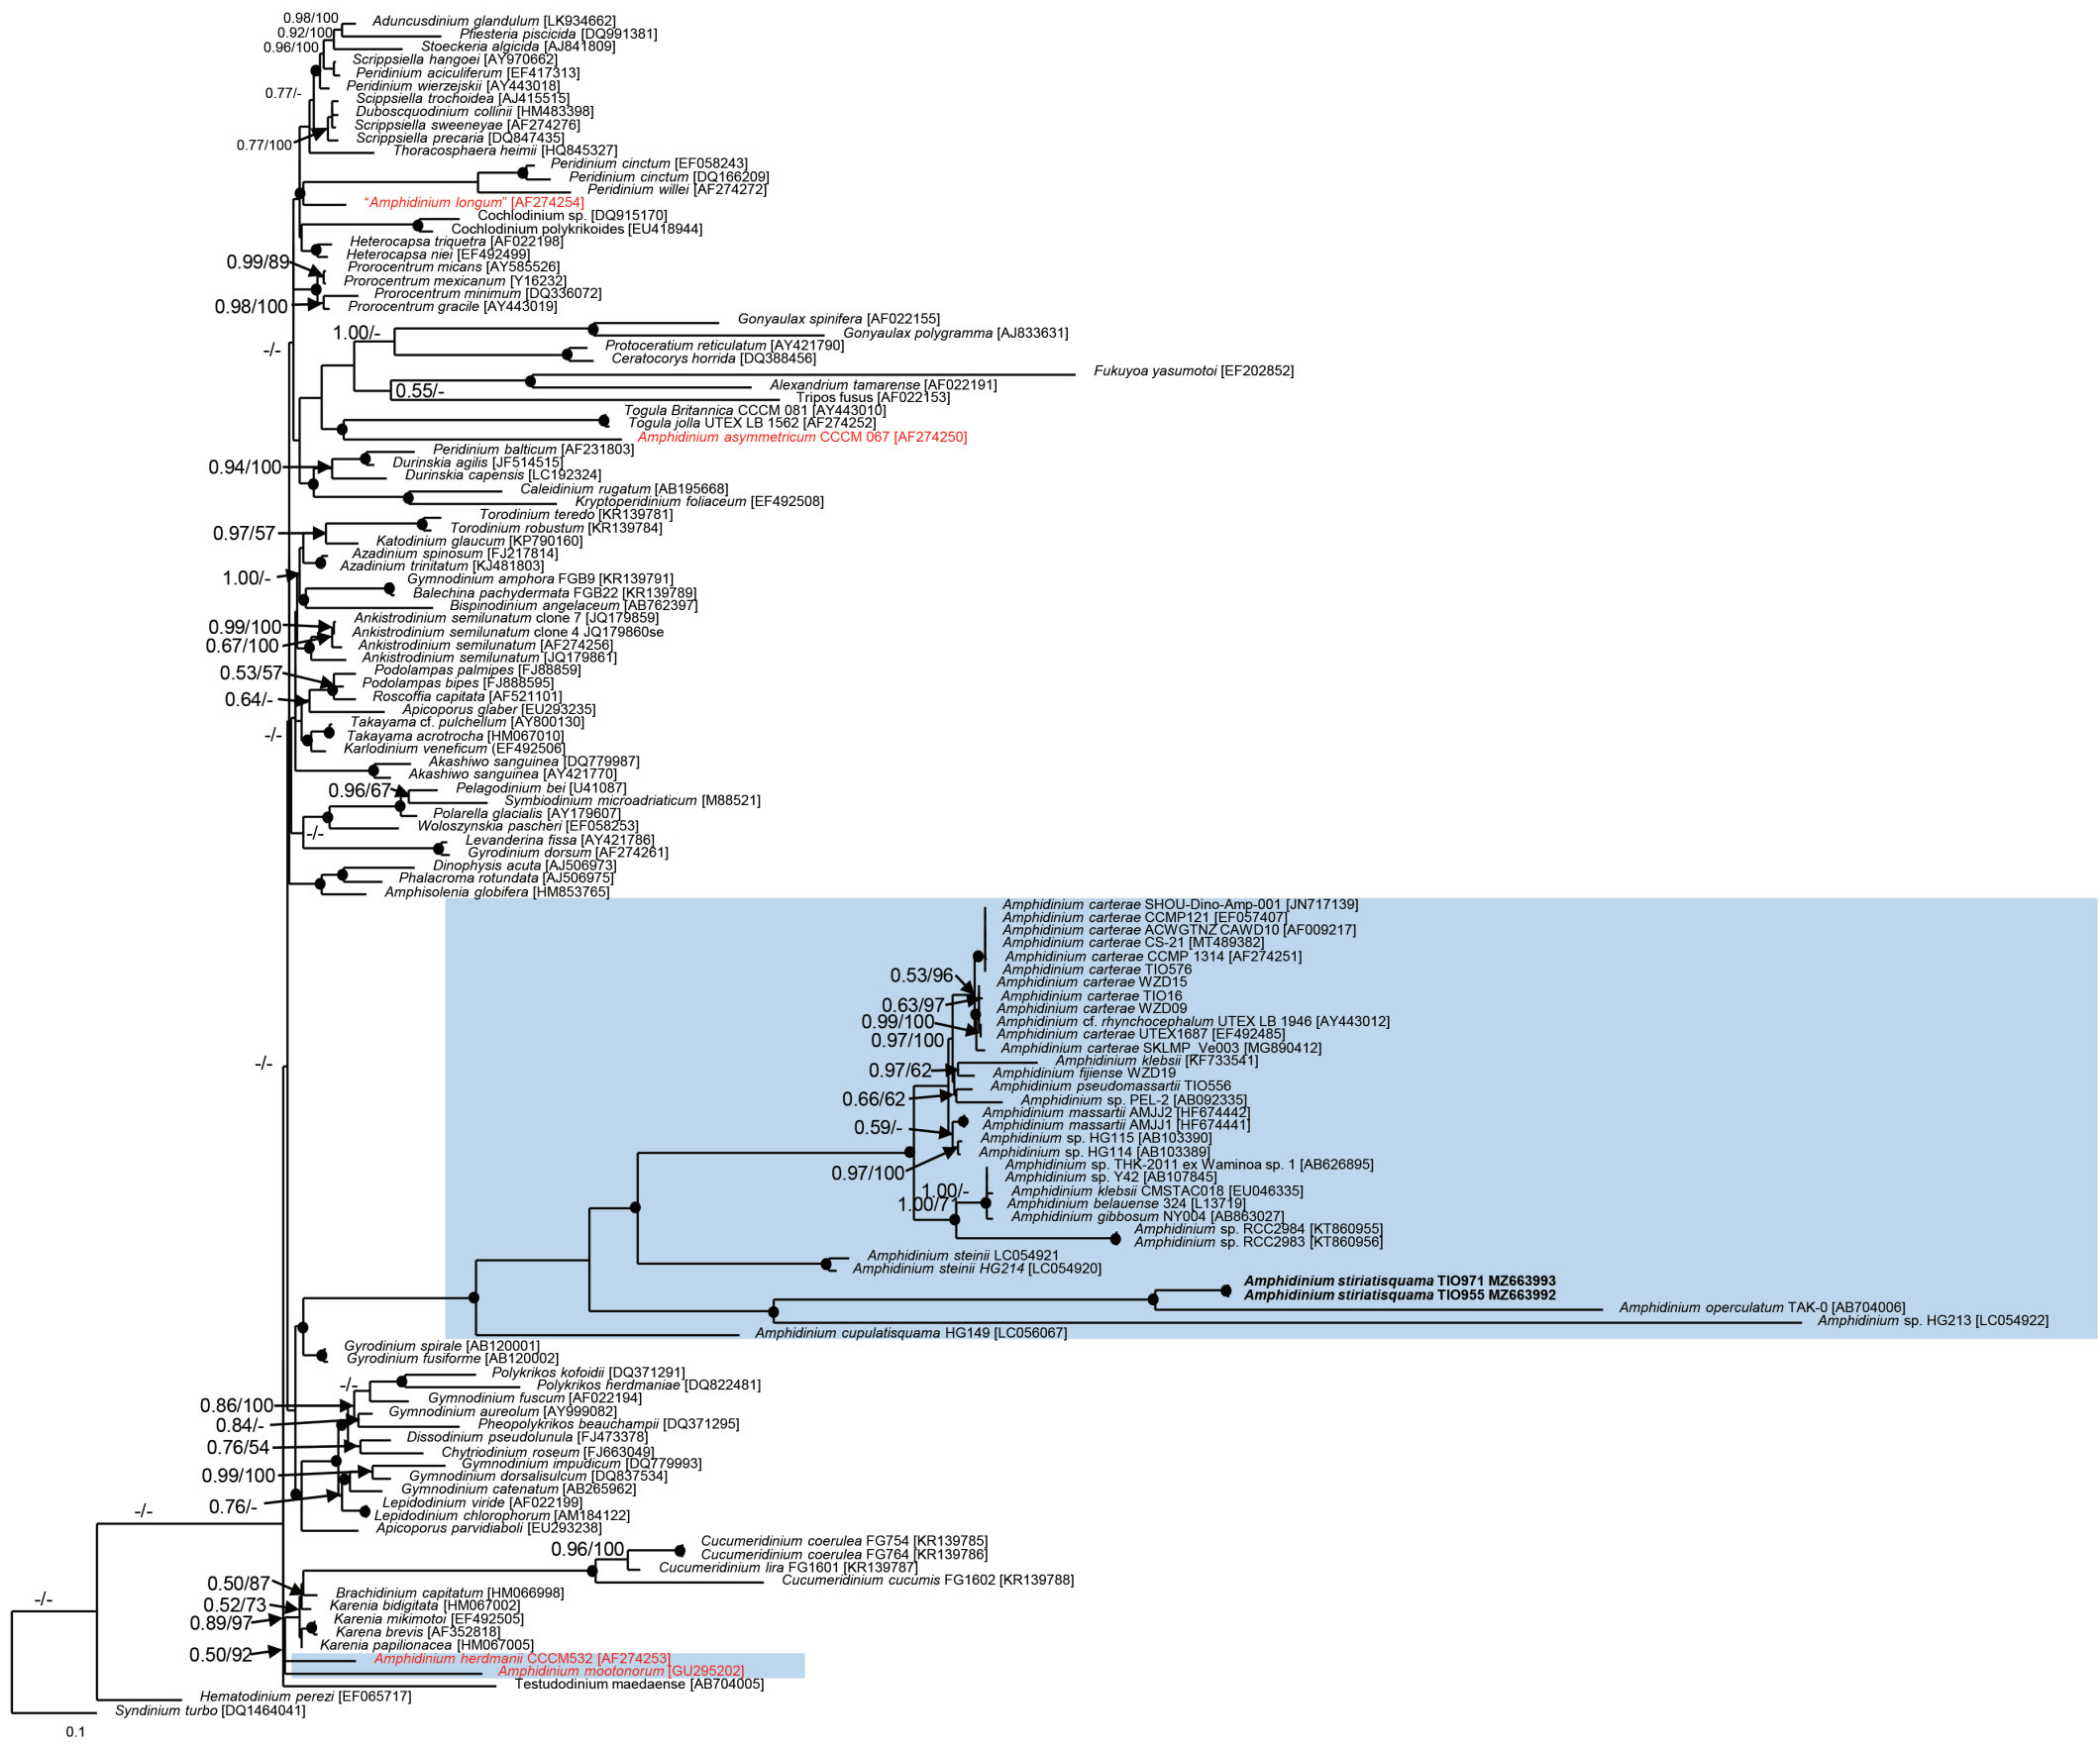 0.98/100
Aduncusdinium glandulum [LK934662]
0.92/100
Pfiesteria piscicida [DQ991381]
0.96/100
Stoeckeria algicida [AJ841809]
Scrippsiella hangoei [AY970662]
Peridinium aciculiferum [EF417313]
Peridinium wierzejskii [AY443018]
0.77/-
Scippsiella trochoidea [AJ415515]
Duboscquodinium collinii [HM483398]
Scrippsiella sweeneyae [AF274276]
Scrippsiella precaria [DQ847435]
0.77/100
Thoracosphaera heimii [HQ845327]
Peridinium cinctum [EF058243]
Peridinium cinctum [DQ166209]
Peridinium willei [AF274272]
“Amphidinium longum” [AF274254]
Cochlodinium sp. [DQ915170]
Cochlodinium polykrikoides [EU418944]
Heterocapsa triquetra [AF022198]
Heterocapsa niei [EF492499]
0.99/89
Prorocentrum micans [AY585526]
Prorocentrum mexicanum [Y16232]
Prorocentrum minimum [DQ336072]
0.98/100
Prorocentrum gracile [AY443019]
Gonyaulax spinifera [AF022155]
1.00/-
Gonyaulax polygramma [AJ833631]
-/-
Protoceratium reticulatum [AY421790]
Ceratocorys horrida [DQ388456]
Fukuyoa yasumotoi [EF202852]
Alexandrium tamarense [AF022191]
0.55/-
Tripos fusus [AF022153]
Togula Britannica CCCM 081 [AY443010]
Togula jolla UTEX LB 1562 [AF274252]
Amphidinium asymmetricum CCCM 067 [AF274250]
Peridinium balticum [AF231803]
Durinskia agilis [JF514515]
0.94/100
Durinskia capensis [LC192324]
Caleidinium rugatum [AB195668]
Kryptoperidinium foliaceum [EF492508]
Torodinium teredo [KR139781]
Torodinium robustum [KR139784]
0.97/57
Katodinium glaucum [KP790160]
Azadinium spinosum [FJ217814]
Azadinium trinitatum [KJ481803]
1.00/-
Gymnodinium amphora FGB9 [KR139791]
Balechina pachydermata FGB22 [KR139789]
Bispinodinium angelaceum [AB762397]
Ankistrodinium semilunatum clone 7 [JQ179859]
0.99/100
Ankistrodinium semilunatum clone 4 JQ179860se
0.67/100
Ankistrodinium semilunatum [AF274256]
Ankistrodinium semilunatum [JQ179861]
0.53/57
Podolampas palmipes [FJ88859]
Podolampas bipes [FJ888595]
0.64/-
Roscoffia capitata [AF521101]
Apicoporus glaber [EU293235]
Takayama cf. pulchellum [AY800130]
-/-
Takayama acrotrocha [HM067010]
Karlodinium veneficum (EF492506]
Akashiwo sanguinea [DQ779987]
Akashiwo sanguinea [AY421770]
0.96/67
Pelagodinium bei [U41087]
Symbiodinium microadriaticum [M88521]
Polarella glacialis [AY179607]
Woloszynskia pascheri [EF058253]
-/-
Levanderina fissa [AY421786]
Gyrodinium dorsum [AF274261]
Dinophysis acuta [AJ506973]
Phalacroma rotundata [AJ506975]
Amphisolenia globifera [HM853765]
Amphidinium carterae SHOU-Dino-Amp-001 [JN717139]
Amphidinium carterae CCMP121 [EF057407]
Amphidinium carterae ACWGTNZ CAWD10 [AF009217]
Amphidinium carterae CS-21 [MT489382]
Amphidinium carterae CCMP 1314 [AF274251]
Amphidinium carterae TIO576
0.53/96
Amphidinium carterae WZD15
Amphidinium carterae TIO16
0.63/97
Amphidinium carterae WZD09
0.99/100
Amphidinium cf. rhynchocephalum UTEX LB 1946 [AY443012]
Amphidinium carterae UTEX1687 [EF492485]
0.97/100
Amphidinium carterae SKLMP_Ve003 [MG890412]
Amphidinium klebsii [KF733541]
-/-
0.97/62
Amphidinium fijiense WZD19
Amphidinium pseudomassartii TIO556
0.66/62
Amphidinium sp. PEL-2 [AB092335]
Amphidinium massartii AMJJ2 [HF674442]
0.59/-
Amphidinium massartii AMJJ1 [HF674441]
Amphidinium sp. HG115 [AB103390]
Amphidinium sp. HG114 [AB103389]
0.97/100
Amphidinium sp. THK-2011 ex Waminoa sp. 1 [AB626895]
Amphidinium sp. Y42 [AB107845]
1.00/-
Amphidinium klebsii CMSTAC018 [EU046335]
1.00/71
Amphidinium belauense 324 [L13719]
Amphidinium gibbosum NY004 [AB863027]
Amphidinium sp. RCC2984 [KT860955]
Amphidinium sp. RCC2983 [KT860956]
Amphidinium steinii LC054921
Amphidinium steinii HG214 [LC054920]
Amphidinium stiriatisquama TIO971 MZ663993
Amphidinium stiriatisquama TIO955 MZ663992
Amphidinium operculatum TAK-0 [AB704006]
Amphidinium sp. HG213 [LC054922]
Amphidinium cupulatisquama HG149 [LC056067]
Gyrodinium spirale [AB120001]
Gyrodinium fusiforme [AB120002]
Polykrikos kofoidii [DQ371291]
-/-
Polykrikos herdmaniae [DQ822481]
Gymnodinium fuscum [AF022194]
0.86/100
Gymnodinium aureolum [AY999082]
0.84/-
Pheopolykrikos beauchampii [DQ371295]
Dissodinium pseudolunula [FJ473378]
0.76/54
Chytriodinium roseum [FJ663049]
Gymnodinium impudicum [DQ779993]
0.99/100
Gymnodinium dorsalisulcum [DQ837534]
Gymnodinium catenatum [AB265962]
0.76/-
Lepidodinium viride [AF022199]
-/-
Lepidodinium chlorophorum [AM184122]
Apicoporus parvidiaboli [EU293238]
Cucumeridinium coerulea FG754 [KR139785]
0.96/100
Cucumeridinium coerulea FG764 [KR139786]
Cucumeridinium lira FG1601 [KR139787]
Cucumeridinium cucumis FG1602 [KR139788]
0.50/87
Brachidinium capitatum [HM066998]
-/-
0.52/73
Karenia bidigitata [HM067002]
0.89/97
Karenia mikimotoi [EF492505]
Karena brevis [AF352818]
Karenia papilionacea [HM067005]
0.50/92
Amphidinium herdmanii CCCM532 [AF274253]
Amphidinium mootonorum [GU295202]
Testudodinium maedaense [AB704005]
Hematodinium perezi [EF065717]
Syndinium turbo [DQ1464041]
0.1